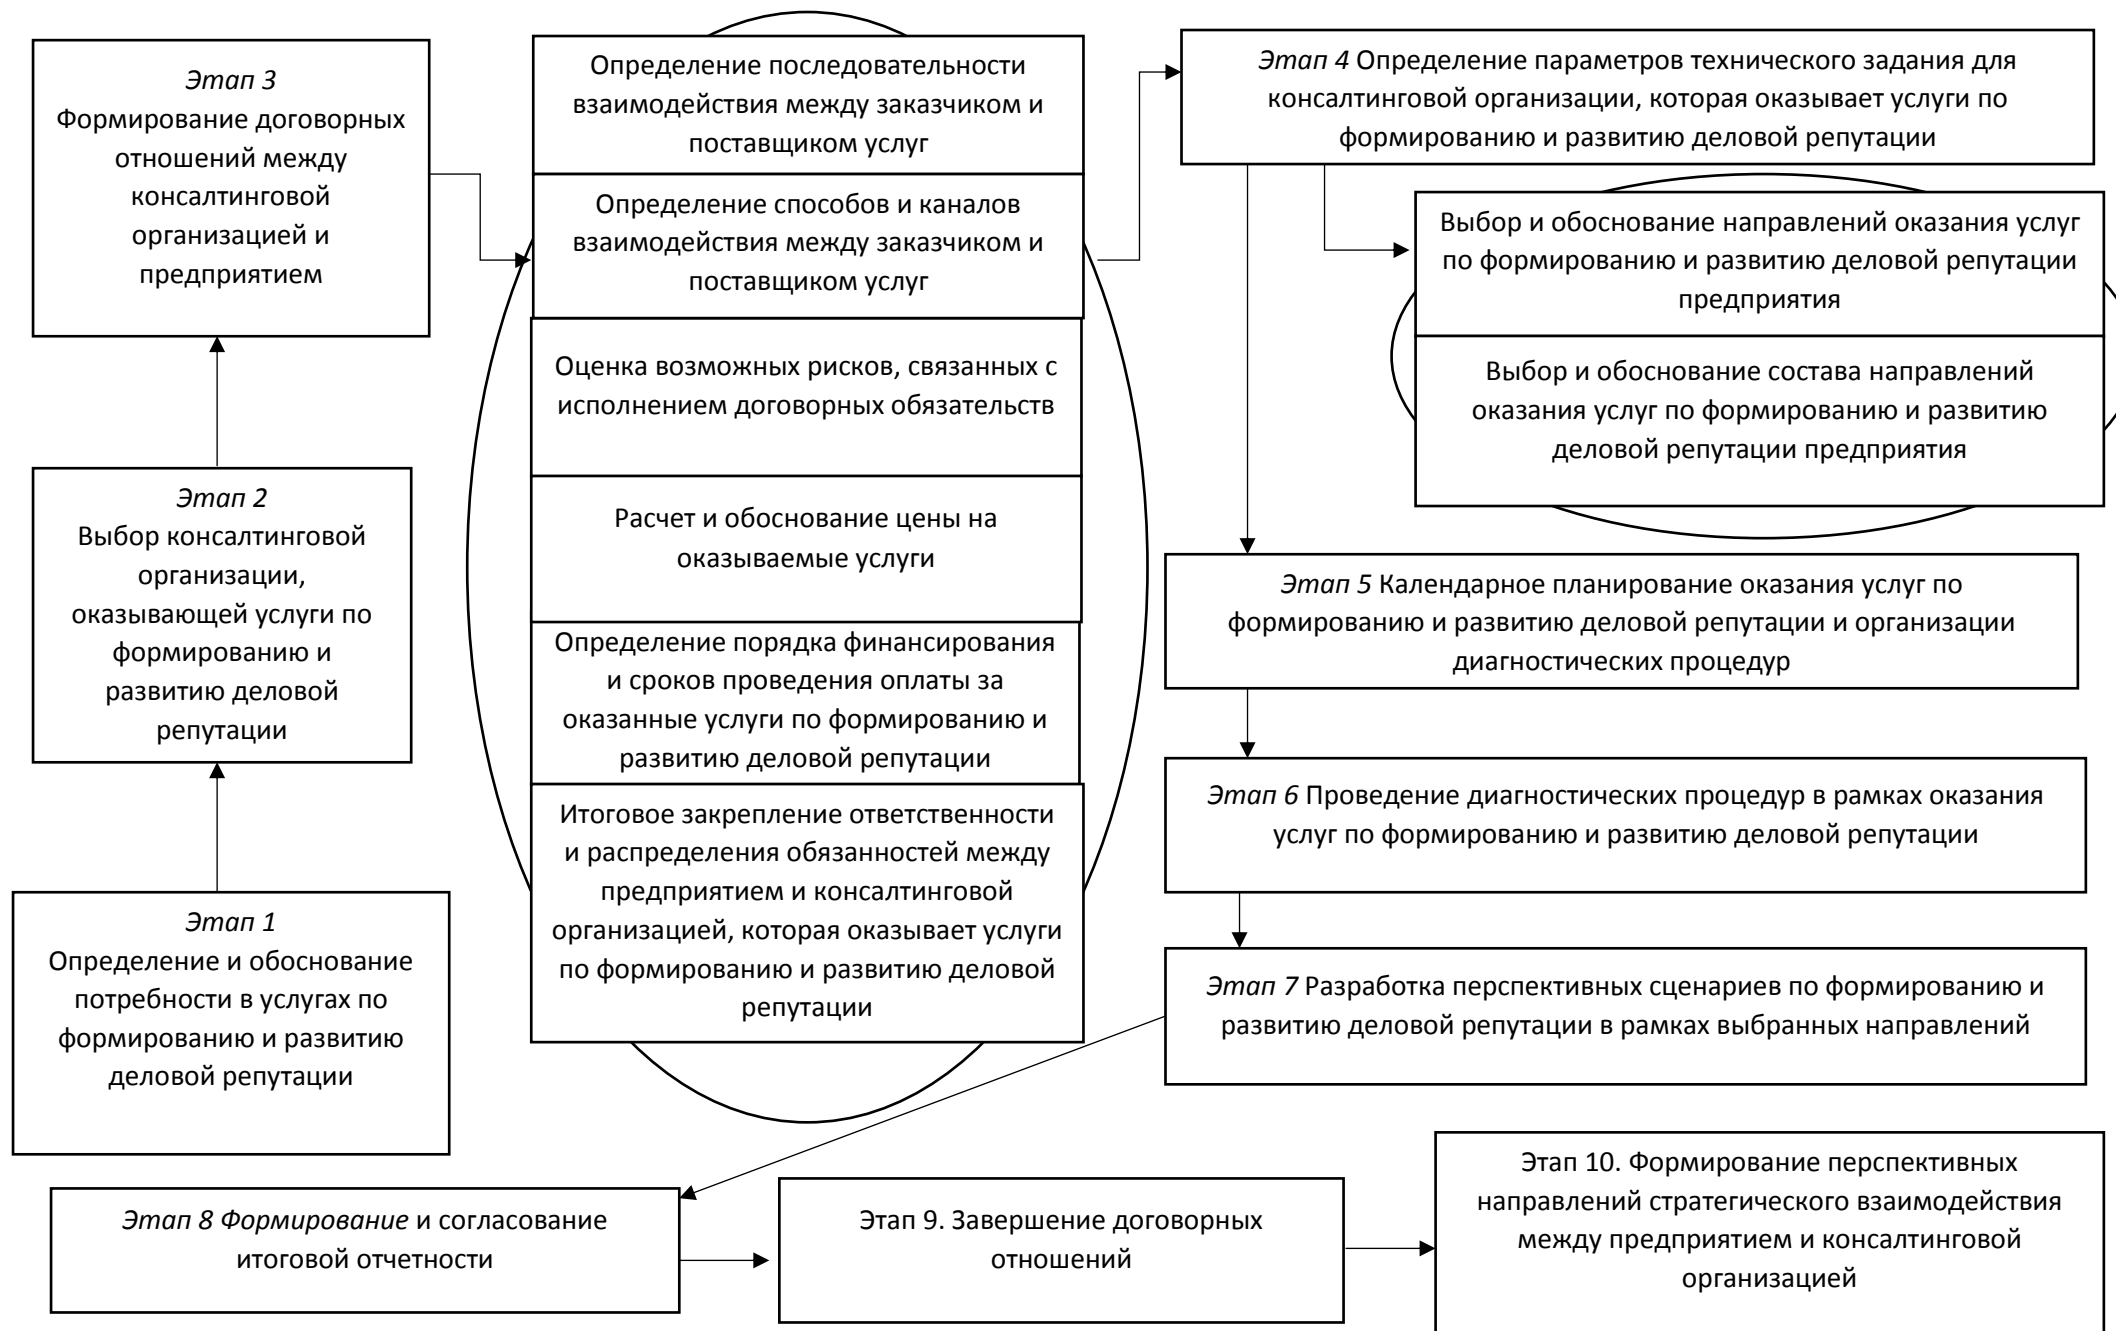 Этап 3
Формирование договорных
отношений между
консалтинговой
организацией и
предприятием
Этап 2
Выбор консалтинговой
организации,
оказывающей услуги по
формированию и
развитию деловой
репутации
Этап 1
Определение и обоснование
потребности в услугах по
формированию и развитию
деловой репутации
Определение последовательности
взаимодействия между заказчиком и
поставщиком услуг
Определение способов и каналов
взаимодействия между заказчиком и
поставщиком услуг
Оценка возможных рисков, связанных с
исполнением договорных обязательств
Расчет и обоснование цены на
оказываемые услуги
Определение порядка финансирования
и сроков проведения оплаты за
оказанные услуги по формированию и
развитию деловой репутации
Итоговое закрепление ответственности
и распределения обязанностей между
предприятием и консалтинговой
организацией, которая оказывает услуги
по формированию и развитию деловой
репутации
Этап 4 Определение параметров технического задания для
консалтинговой организации, которая оказывает услуги по
формированию и развитию деловой репутации
Выбор и обоснование направлений оказания услуг
по формированию и развитию деловой репутации
предприятия
Выбор и обоснование состава направлений
оказания услуг по формированию и развитию
деловой репутации предприятия
Этап 5 Календарное планирование оказания услуг по
формированию и развитию деловой репутации и организации
диагностических процедур
Этап 6 Проведение диагностических процедур в рамках оказания
услуг по формированию и развитию деловой репутации
Этап 7 Разработка перспективных сценариев по формированию и
развитию деловой репутации в рамках выбранных направлений
Этап 8 Формирование и согласование
итоговой отчетности
Этап 9. Завершение договорных
отношений
Этап 10. Формирование перспективных
направлений стратегического взаимодействия
между предприятием и консалтинговой
организацией